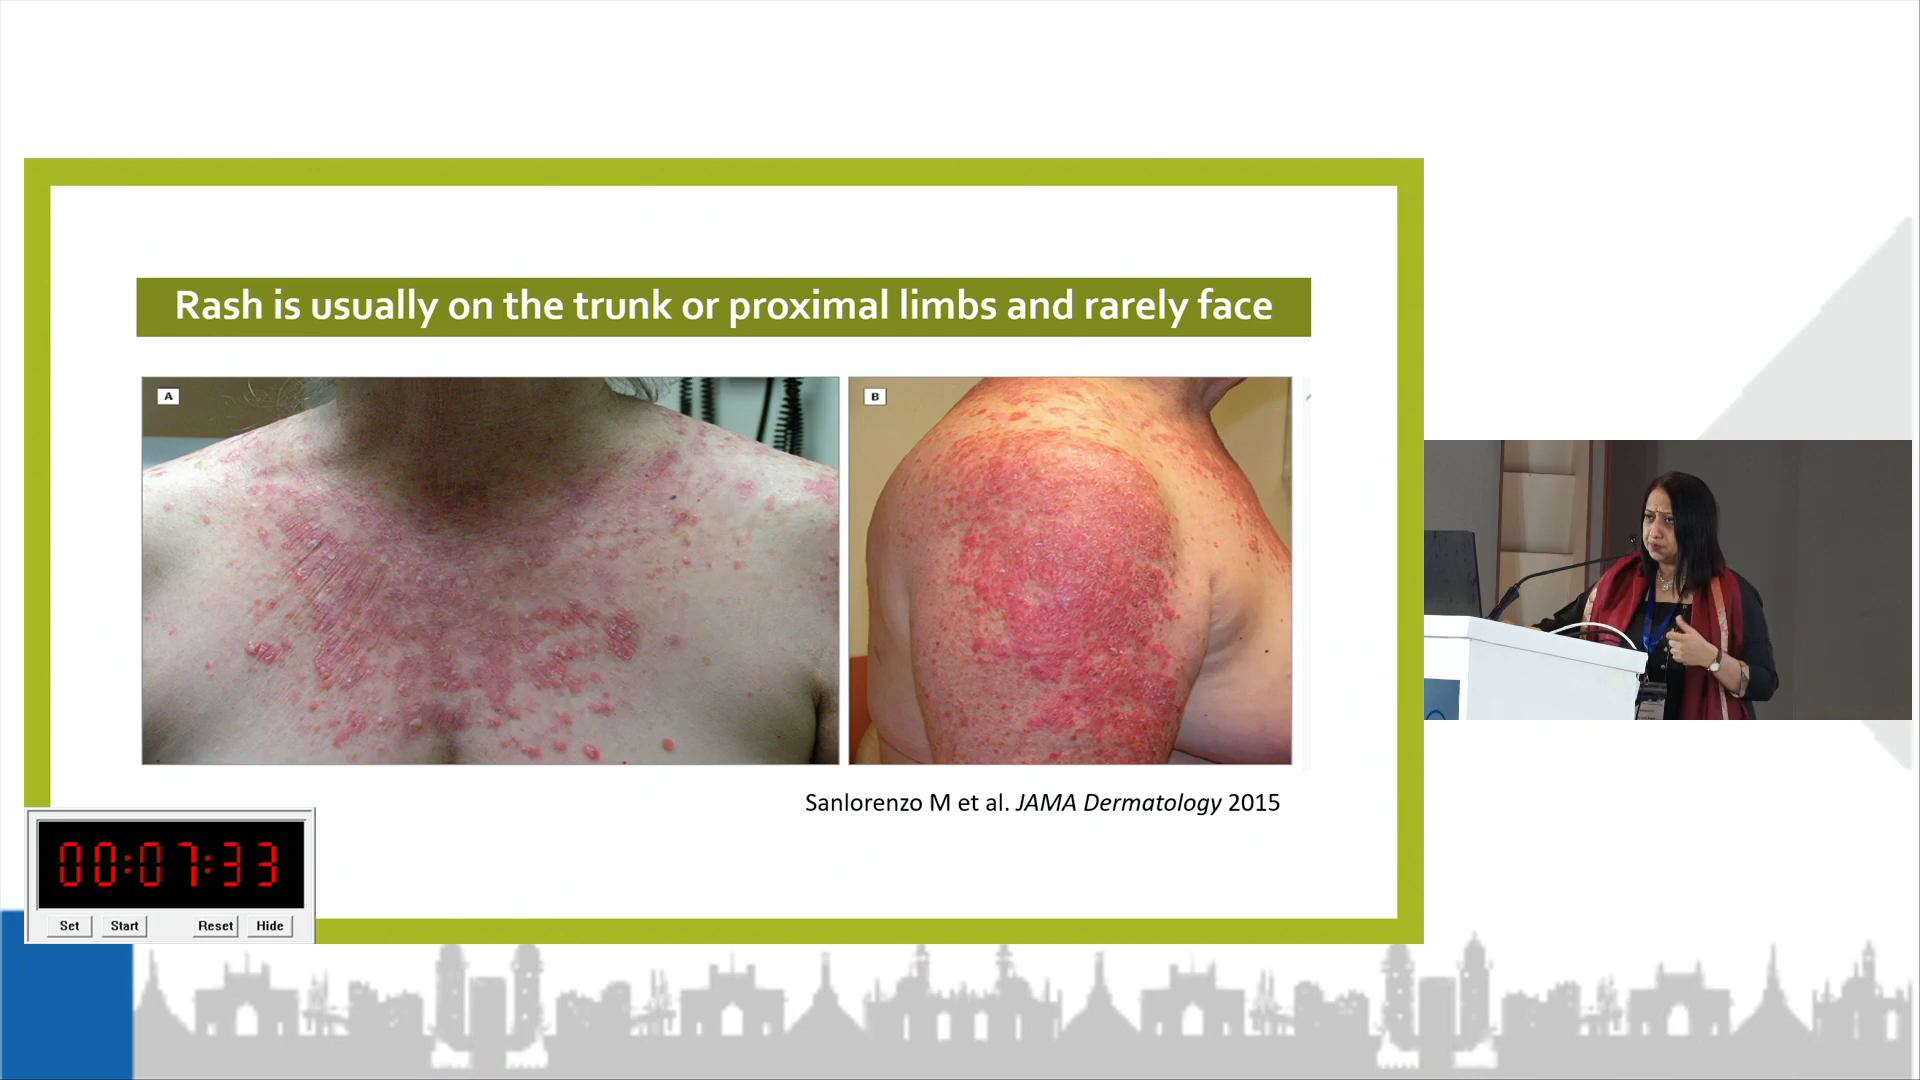 Rash is usually on the trunk or proximal limbs and rarely face
A
B
Sanlorenzo M et al. JAMA Dermatology 2015
00:07:33
Set
Start
Reset
Hide